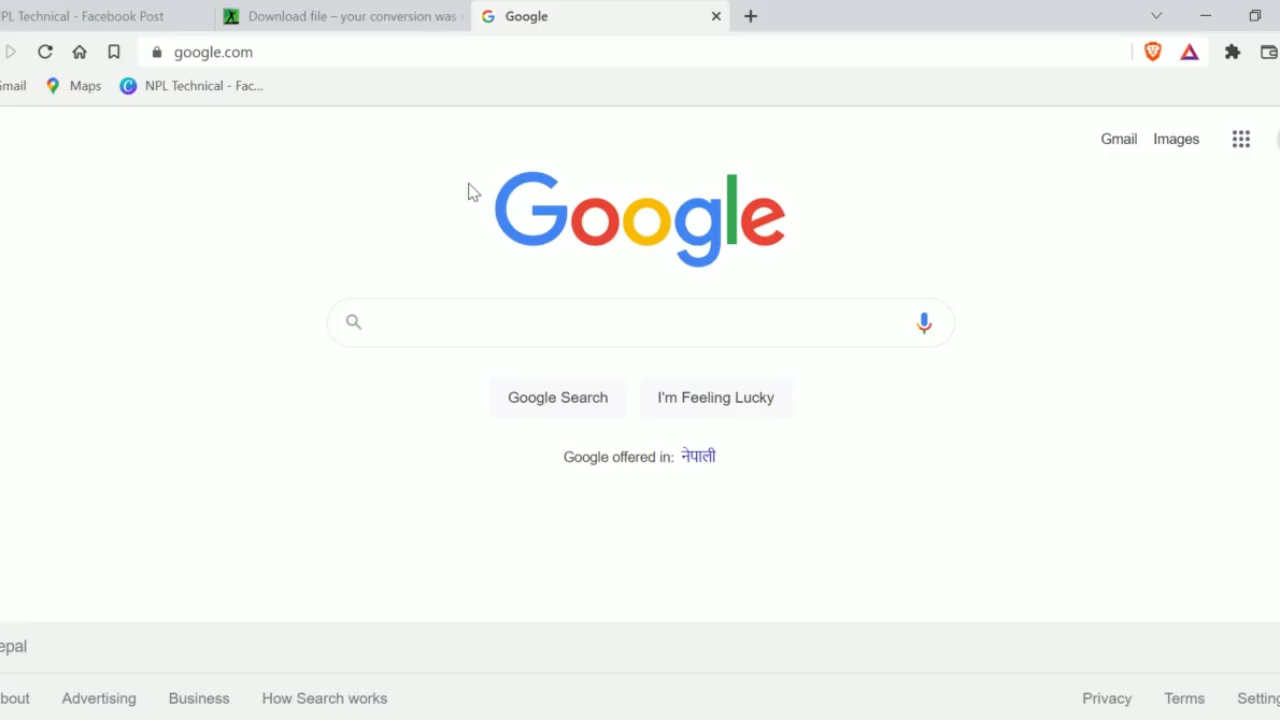 PL Technical - Facebook Post
Download file – your conversion was
Google
google.com
Gmail
Maps
NPL Technical - Fac...
Gmail
Images
Google
Google Search
I'm Feeling Lucky
Google offered in: नेपाली
epal
bout
Advertising
Business
How Search works
Privacy
Terms
Setting